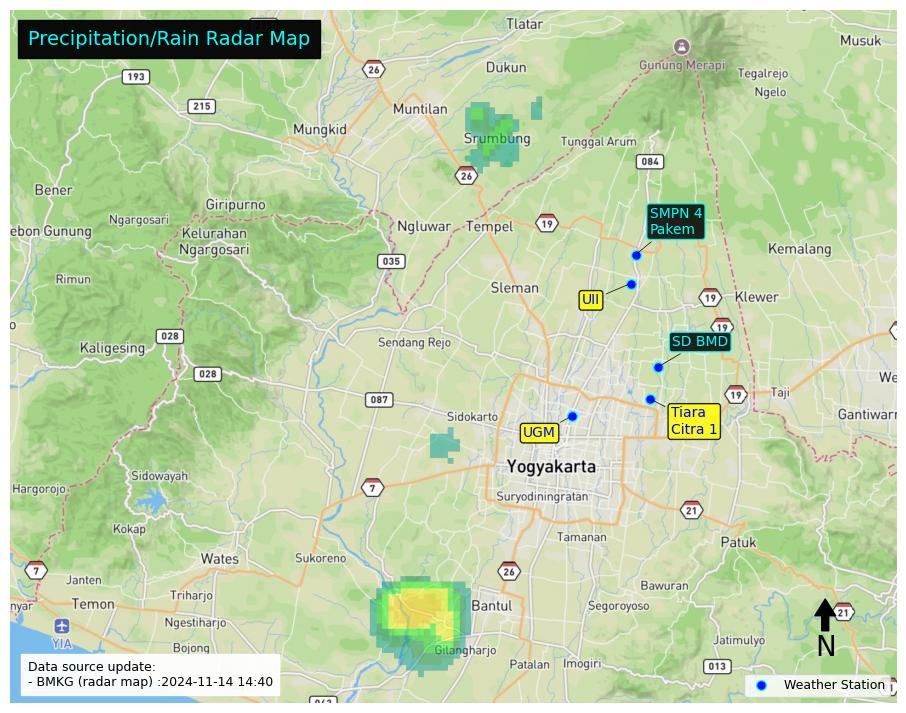 Precipitation/Rain Radar Map
Tlatar
Musuk
26
Dukun
Gunung Merapi
Tegalrejo
193
Ngelo
215
Muntilan
Mungkid
Srumbung
Tunggal Arum
084
26
Bener
Giripurno
SMPN 4
Pakem
Ngargosari
Ngluwar
Tempel
19
ebon Gunung
Kelurahan
Ngargosari
Kemalang
035
Rimun
Sleman
UII
19
Klewer
19
028
Sendang Rejo
SD BMD
Kaligesing
028
We
087
19
Taji
Sidokarto
Tiara
Citra 1
Gantiwarn
UGM
Yogyakarta
Sidowayah
Hargorojo
7
Suryodiningratan
21
Kokap
Tamanan
Patuk
Wates
Sukoreno
7
26
Janten
Bawuran
nyar
Temon
Triharjo
Bantul
Segoroyoso
21
Ngestiharjo
YIA
Jatimulyo
N
Bojong
Gilangharjo
Patalan
Imogiri
013
Data source update:
- BMKG (radar map) :2024-11-14 14:40
Weather Station